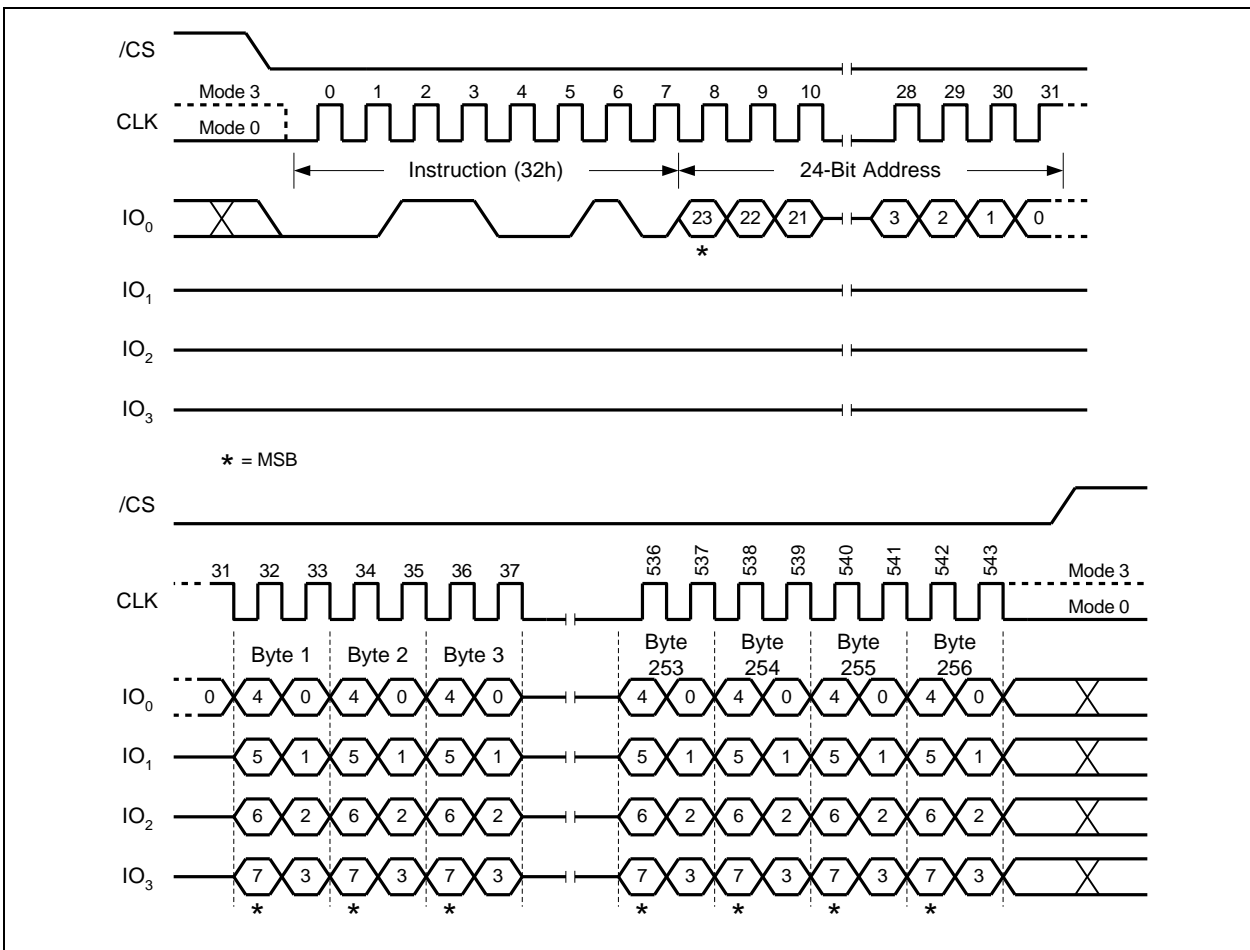 /CS
Mode 3 0 1 2 3 4 5 6 7 8 9 10 28 29 30 31
CLK
Mode 0
Instruction (32h) 24-Bit Address
IO0 23 22 21 3 2 1 0
*
IO1
IO2
IO3
* = MSB
/CS
31 32 33 34 35 36 37 536 537 538 539 540 541 542 543 Mode 3
CLK
Mode 0
Byte 1 Byte 2 Byte 3 Byte 253 Byte 254 Byte 255 Byte 256
IO0 0 4 0 4 0 4 0 4 0 4 0 4 0 4 0
IO1 5 1 5 1 5 1 5 1 5 1 5 1 5 1
IO2 6 2 6 2 6 2 6 2 6 2 6 2 6 2
IO3 7 3 7 3 7 3 7 3 7 3 7 3 7 3
* * * * * * *